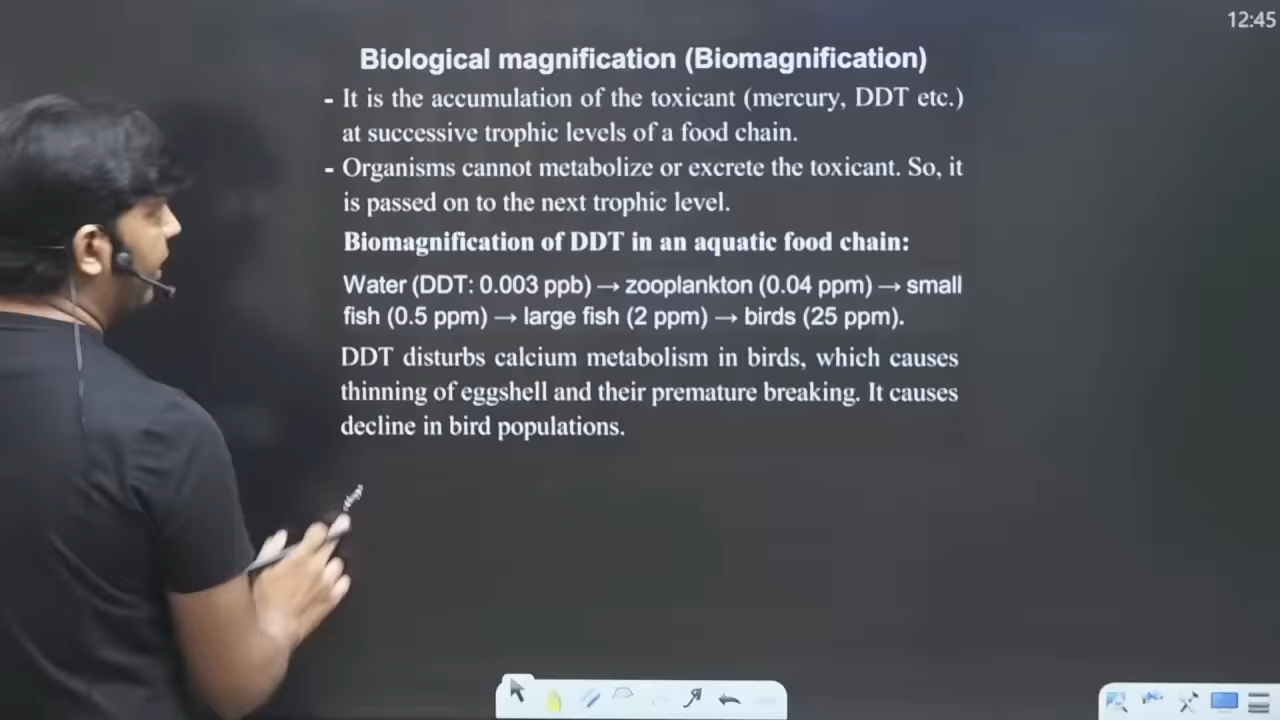 12:45
Biological magnification (Biomagnification)
- It is the accumulation of the toxicant (mercury, DDT etc.)
at successive trophic levels of a food chain.
- Organisms cannot metabolize or excrete the toxicant. So, it
is passed on to the next trophic level.
Biomagnification of DDT in an aquatic food chain:
Water (DDT: 0.003 ppb) → zooplankton (0.04 ppm) → small
fish (0.5 ppm) → large fish (2 ppm) → birds (25 ppm).
DDT disturbs calcium metabolism in birds, which causes
thinning of eggshell and their premature breaking. It causes
decline in bird populations.